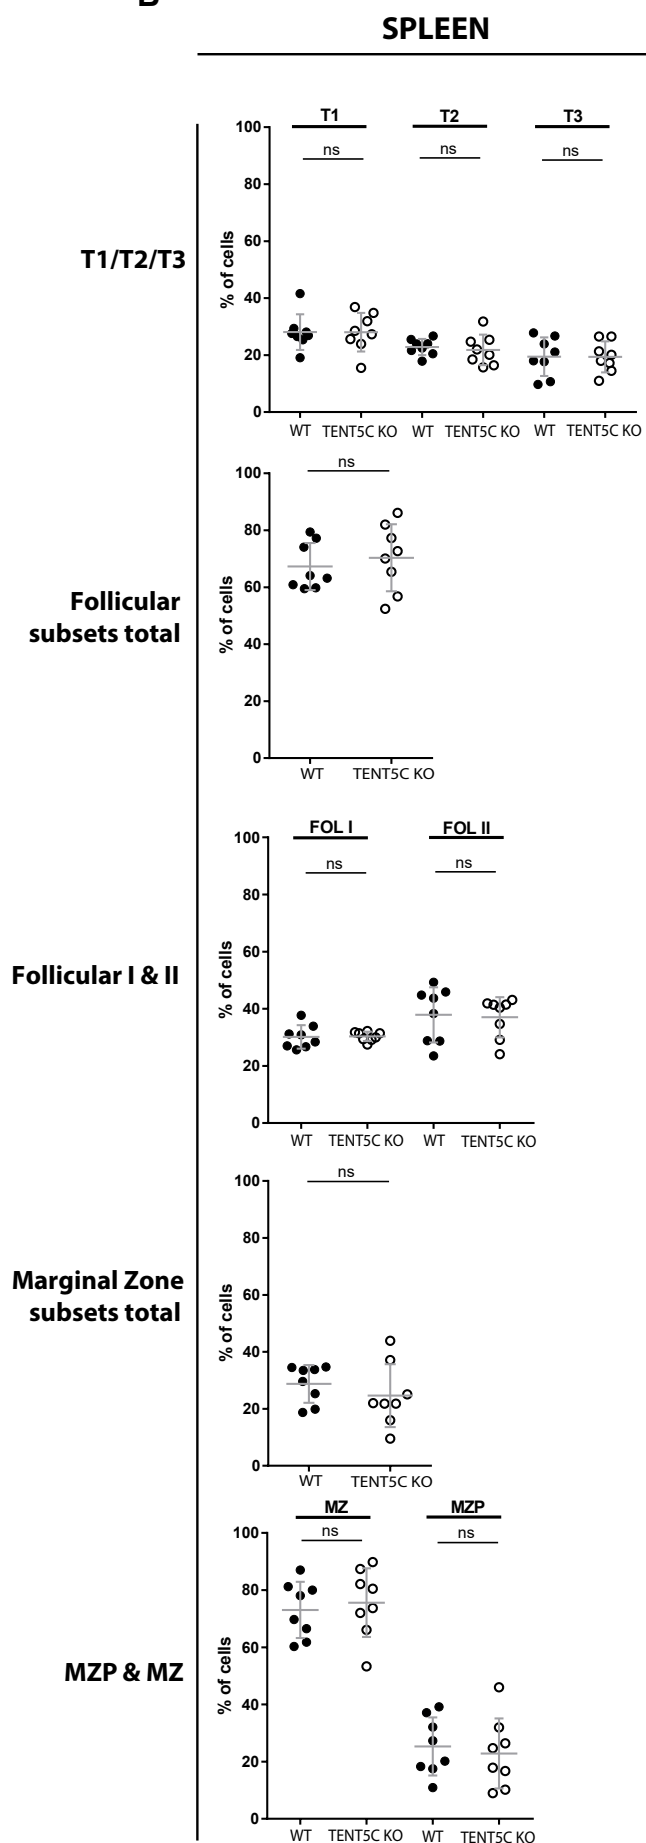 B
SPLEEN
T1 T2 T3
ns ns ns
T1/T2/T3
% of cells
100
80
60
40
20
0
WT TENT5C KO WT TENT5C KO WT TENT5C KO
ns
Follicular
subsets total
% of cells
100
80
60
40
20
0
WT TENT5C KO
FOL I FOL II
ns ns
Follicular I & II
% of cells
100
80
60
40
20
0
WT TENT5C KO WT TENT5C KO
ns
Marginal Zone
subsets total
% of cells
100
80
60
40
20
0
WT TENT5C KO
MZ MZP
ns ns
MZP & MZ
% of cells
100
80
60
40
20
0
WT TENT5C KO WT TENT5C KO